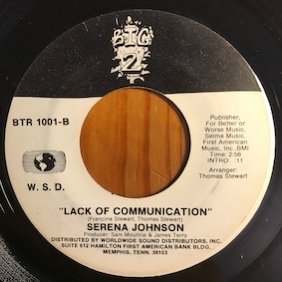 BIG
2
BTR 1001-B
W. S. D.
Publisher,
For Better or
Worse Music,
Selma Music,
First American
Music, Inc. BMI
Time: 2:56
INTRO: :11
Arranger:
Thomas Stewart
"LACK OF COMMUNICATION"
(Francine Stewart, Thomas Stewart)
SERENA JOHNSON
Producer: Sam Moultrie & James Terry
DISTRIBUTED BY WORLDWIDE SOUND DISTRIBUTORS, INC.
SUITE 612 HAMILTON FIRST AMERICAN BANK BLDG.
MEMPHIS, TENN. 38103